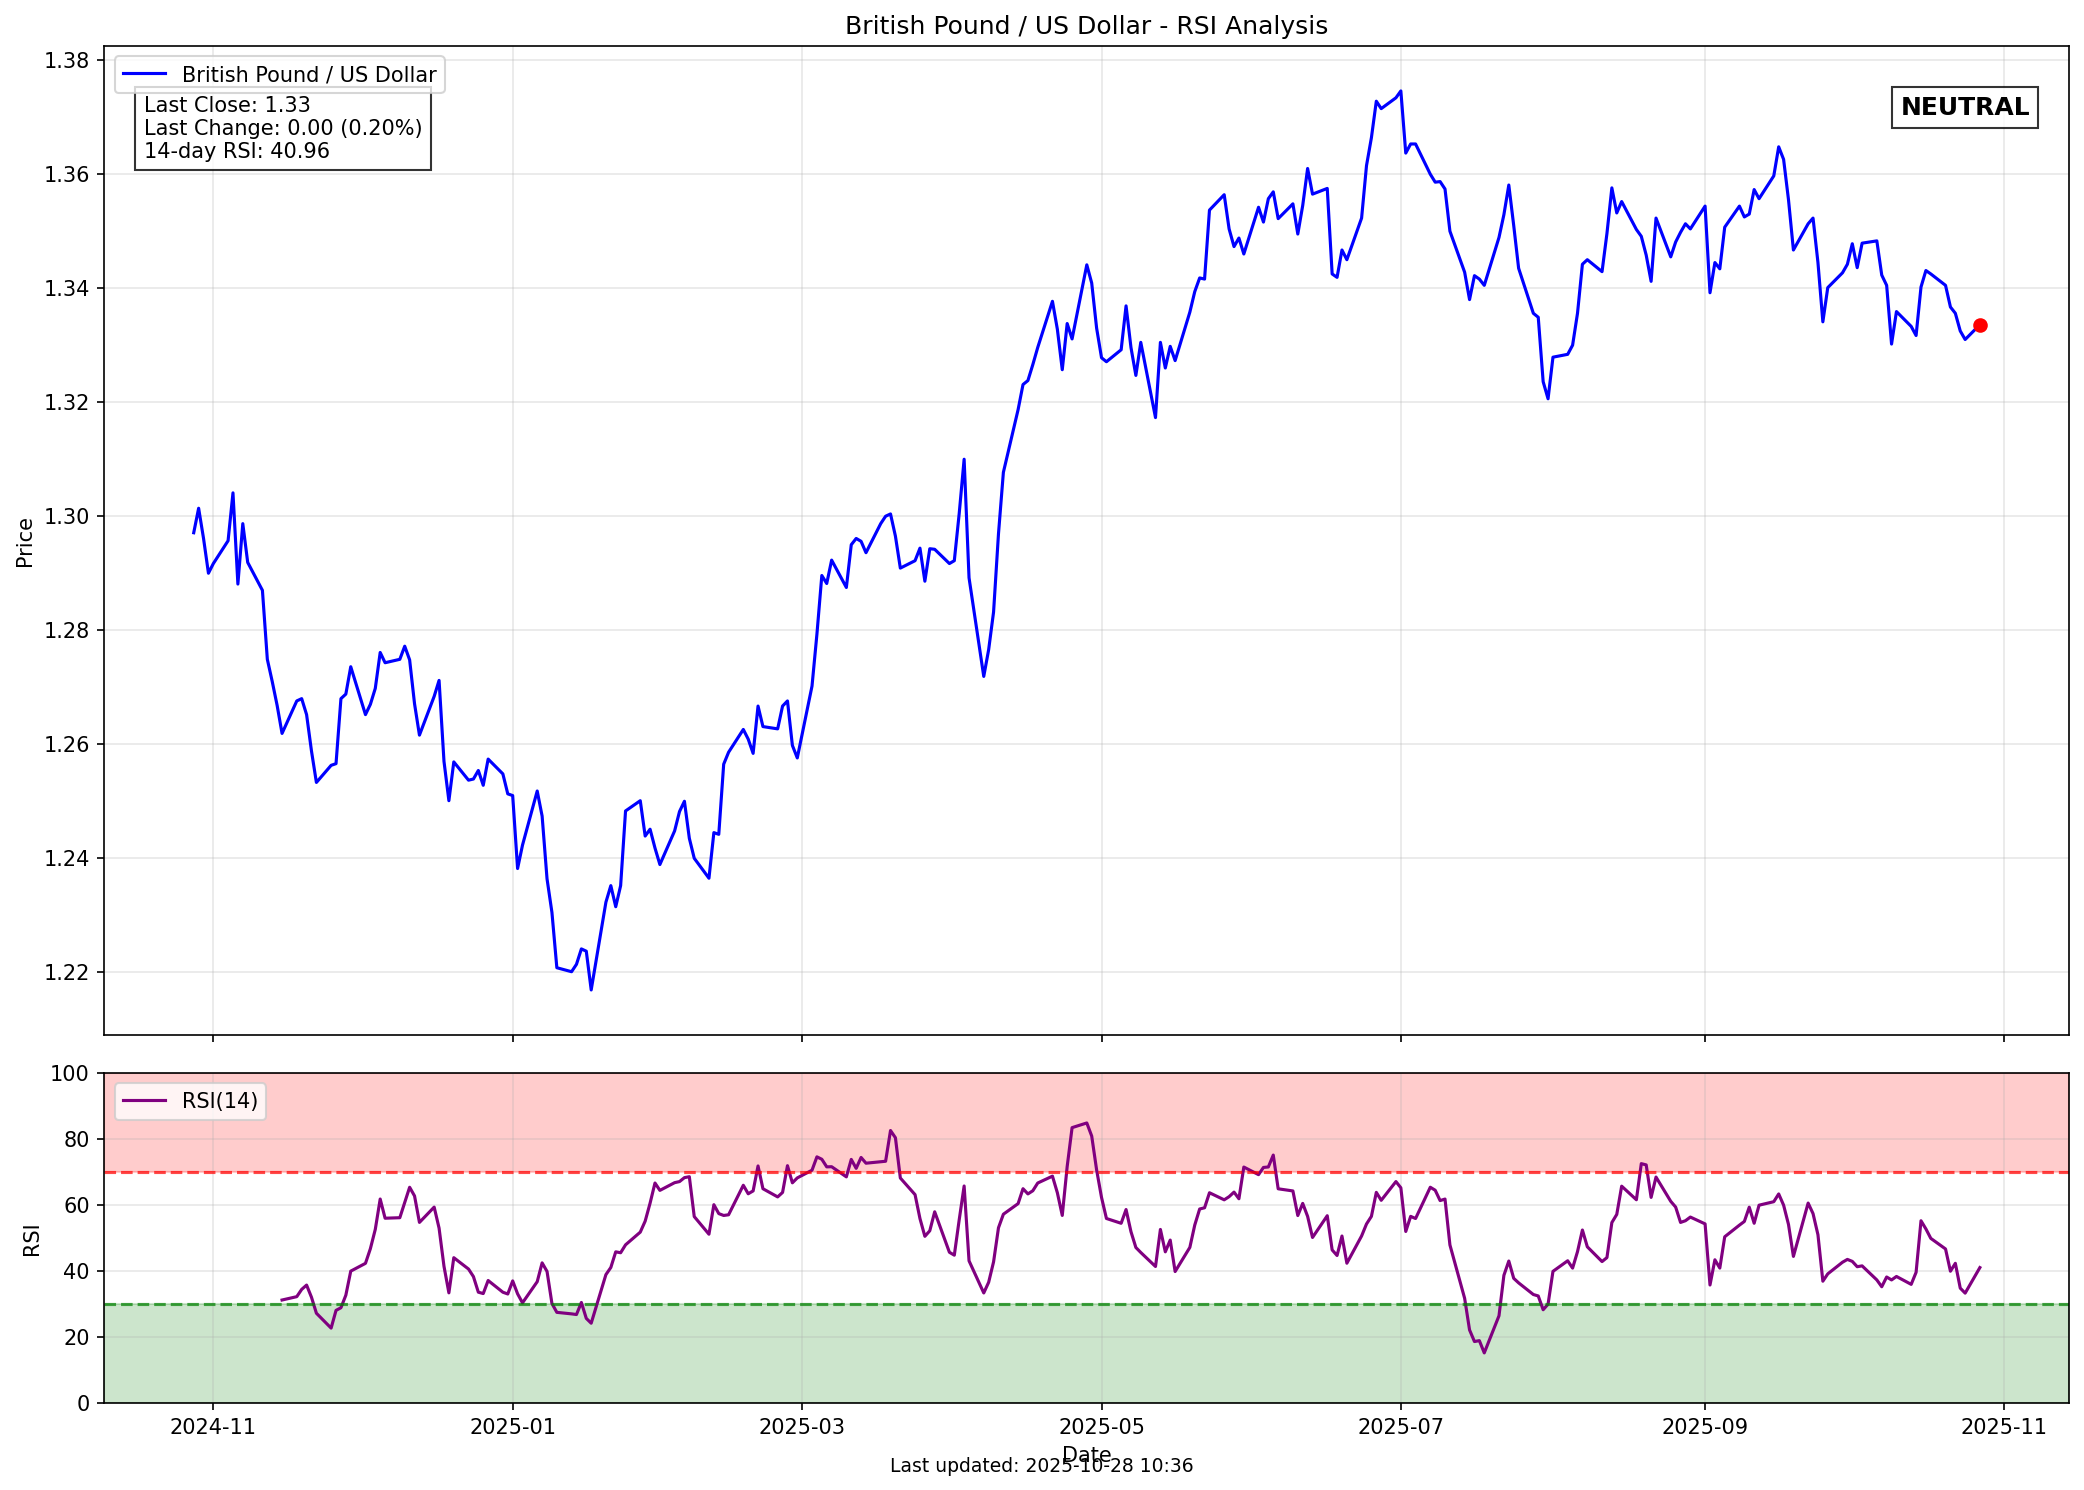 British Pound / US Dollar - RSI Analysis
1.38
1.36
1.34
1.32
1.30
1.28
1.26
1.24
1.22
Price
British Pound / US Dollar
Last Close: 1.33
Last Change: 0.00 (0.20%)
14-day RSI: 40.96
NEUTRAL
100
80
60
40
20
0
RSI
RSI(14)
2024-11
2025-01
2025-03
2025-05
2025-07
2025-09
2025-11
Date
Last updated: 2025-10-28 10:36